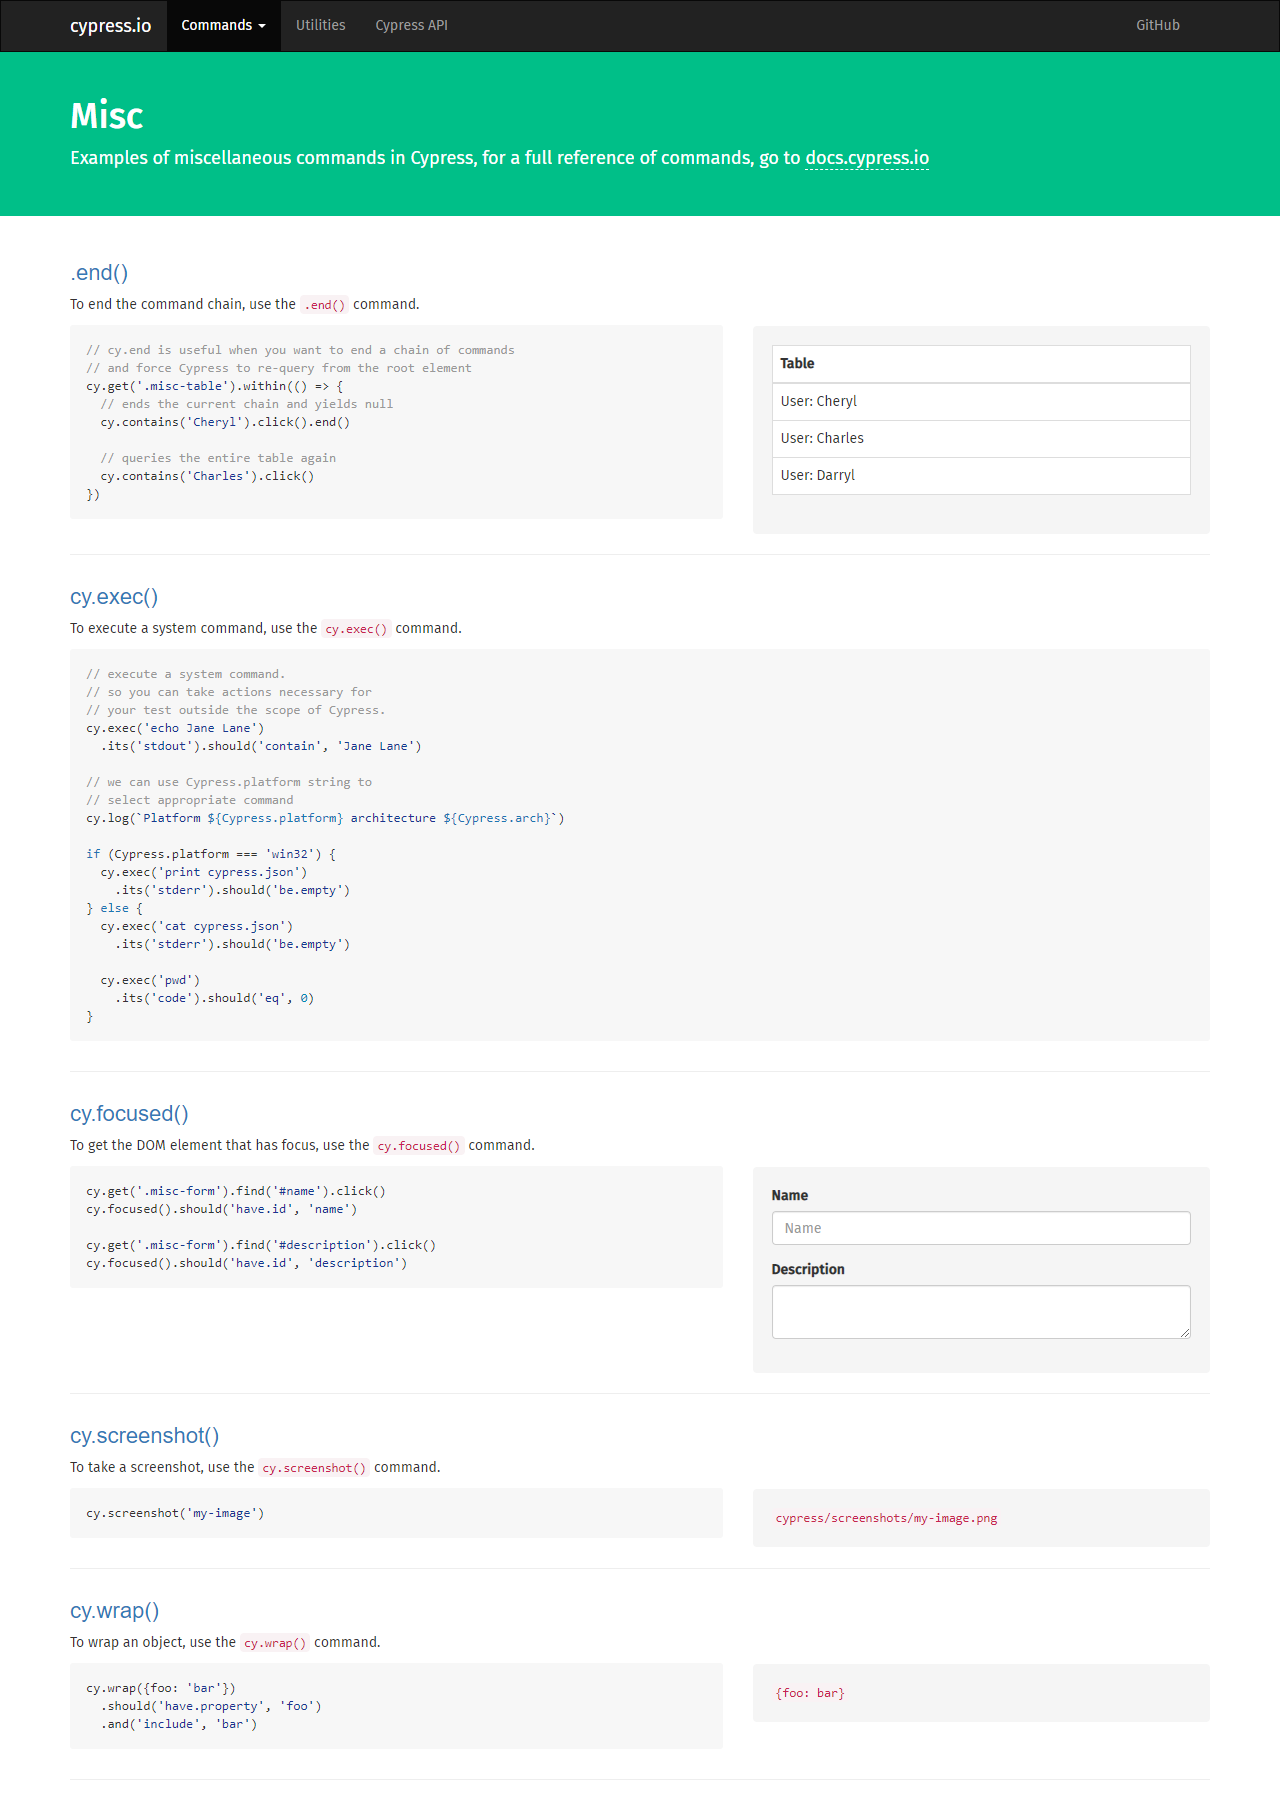 cypress.io Commands Utilities Cypress API GitHub
Misc
Examples of miscellaneous commands in Cypress, for a full reference of commands, go to docs.cypress.io
.end()
To end the command chain, use the .end() command.
// cy.end is useful when you want to end a chain of commands
// and force Cypress to re-query from the root element
cy.get('.misc-table').within(() => {
  // ends the current chain and yields null
  cy.contains('Cheryl').click().end()
  // queries the entire table again
  cy.contains('Charles').click()
})
Table
User: Cheryl
User: Charles
User: Darryl
cy.exec()
To execute a system command, use the cy.exec() command.
// execute a system command.
// so you can take actions necessary for
// your test outside the scope of Cypress.
cy.exec('echo Jane Lane')
  .its('stdout').should('contain', 'Jane Lane')
// we can use Cypress.platform string to
// select appropriate command
cy.log(`Platform ${Cypress.platform} architecture ${Cypress.arch}`)
if (Cypress.platform === 'win32') {
  cy.exec('print cypress.json')
    .its('stderr').should('be.empty')
} else {
  cy.exec('cat cypress.json')
    .its('stderr').should('be.empty')
  cy.exec('pwd')
    .its('code').should('eq', 0)
}
cy.focused()
To get the DOM element that has focus, use the cy.focused() command.
cy.get('.misc-form').find('#name').click()
cy.focused().should('have.id', 'name')
cy.get('.misc-form').find('#description').click()
cy.focused().should('have.id', 'description')
Name
Name
Description
cy.screenshot()
To take a screenshot, use the cy.screenshot() command.
cy.screenshot('my-image')
cypress/screenshots/my-image.png
cy.wrap()
To wrap an object, use the cy.wrap() command.
cy.wrap({foo: 'bar'})
  .should('have.property', 'foo')
  .and('include', 'bar')
{foo: bar}